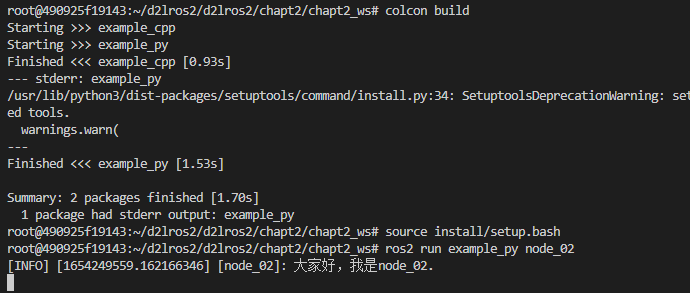 root@490925f19143:~/d2lros2/d2lros2/chapt2/chapt2_ws# colcon build
Starting >>> example_cpp
Starting >>> example_py
Finished <<< example_cpp [0.93s]
--- stderr: example_py
/usr/lib/python3/dist-packages/setuptools/command/install.py:34: SetuptoolsDeprecationWarning: set
ed tools.
  warnings.warn(
---
Finished <<< example_py [1.53s]
Summary: 2 packages finished [1.70s]
  1 package had stderr output: example_py
root@490925f19143:~/d2lros2/d2lros2/chapt2/chapt2_ws# source install/setup.bash
root@490925f19143:~/d2lros2/d2lros2/chapt2/chapt2_ws# ros2 run example_py node_02
[INFO] [1654249559.162166346] [node_02]: 大家好，我是node_02.